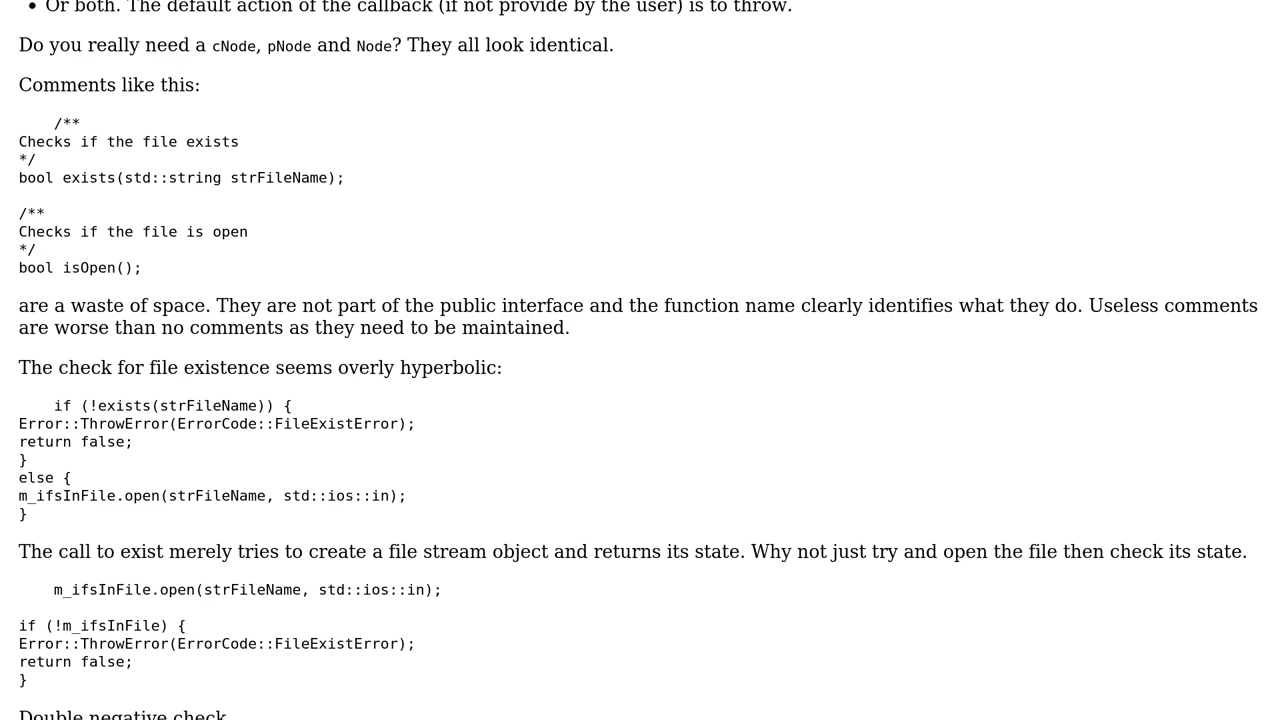 • Or both. The default action of the callback (if not provide by the user) is to throw.
Do you really need a cNode, pNode and Node? They all look identical.
Comments like this:
/**
Checks if the file exists
*/
bool exists(std::string strFileName);
/**
Checks if the file is open
*/
bool isOpen();
are a waste of space. They are not part of the public interface and the function name clearly identifies what they do. Useless comments
are worse than no comments as they need to be maintained.
The check for file existence seems overly hyperbolic:
if (!exists(strFileName)) {
Error::ThrowError(ErrorCode::FileExistError);
return false;
}
else {
m_ifsInFile.open(strFileName, std::ios::in);
}
The call to exist merely tries to create a file stream object and returns its state. Why not just try and open the file then check its state.
m_ifsInFile.open(strFileName, std::ios::in);
if (!m_ifsInFile) {
Error::ThrowError(ErrorCode::FileExistError);
return false;
}
Double negative check